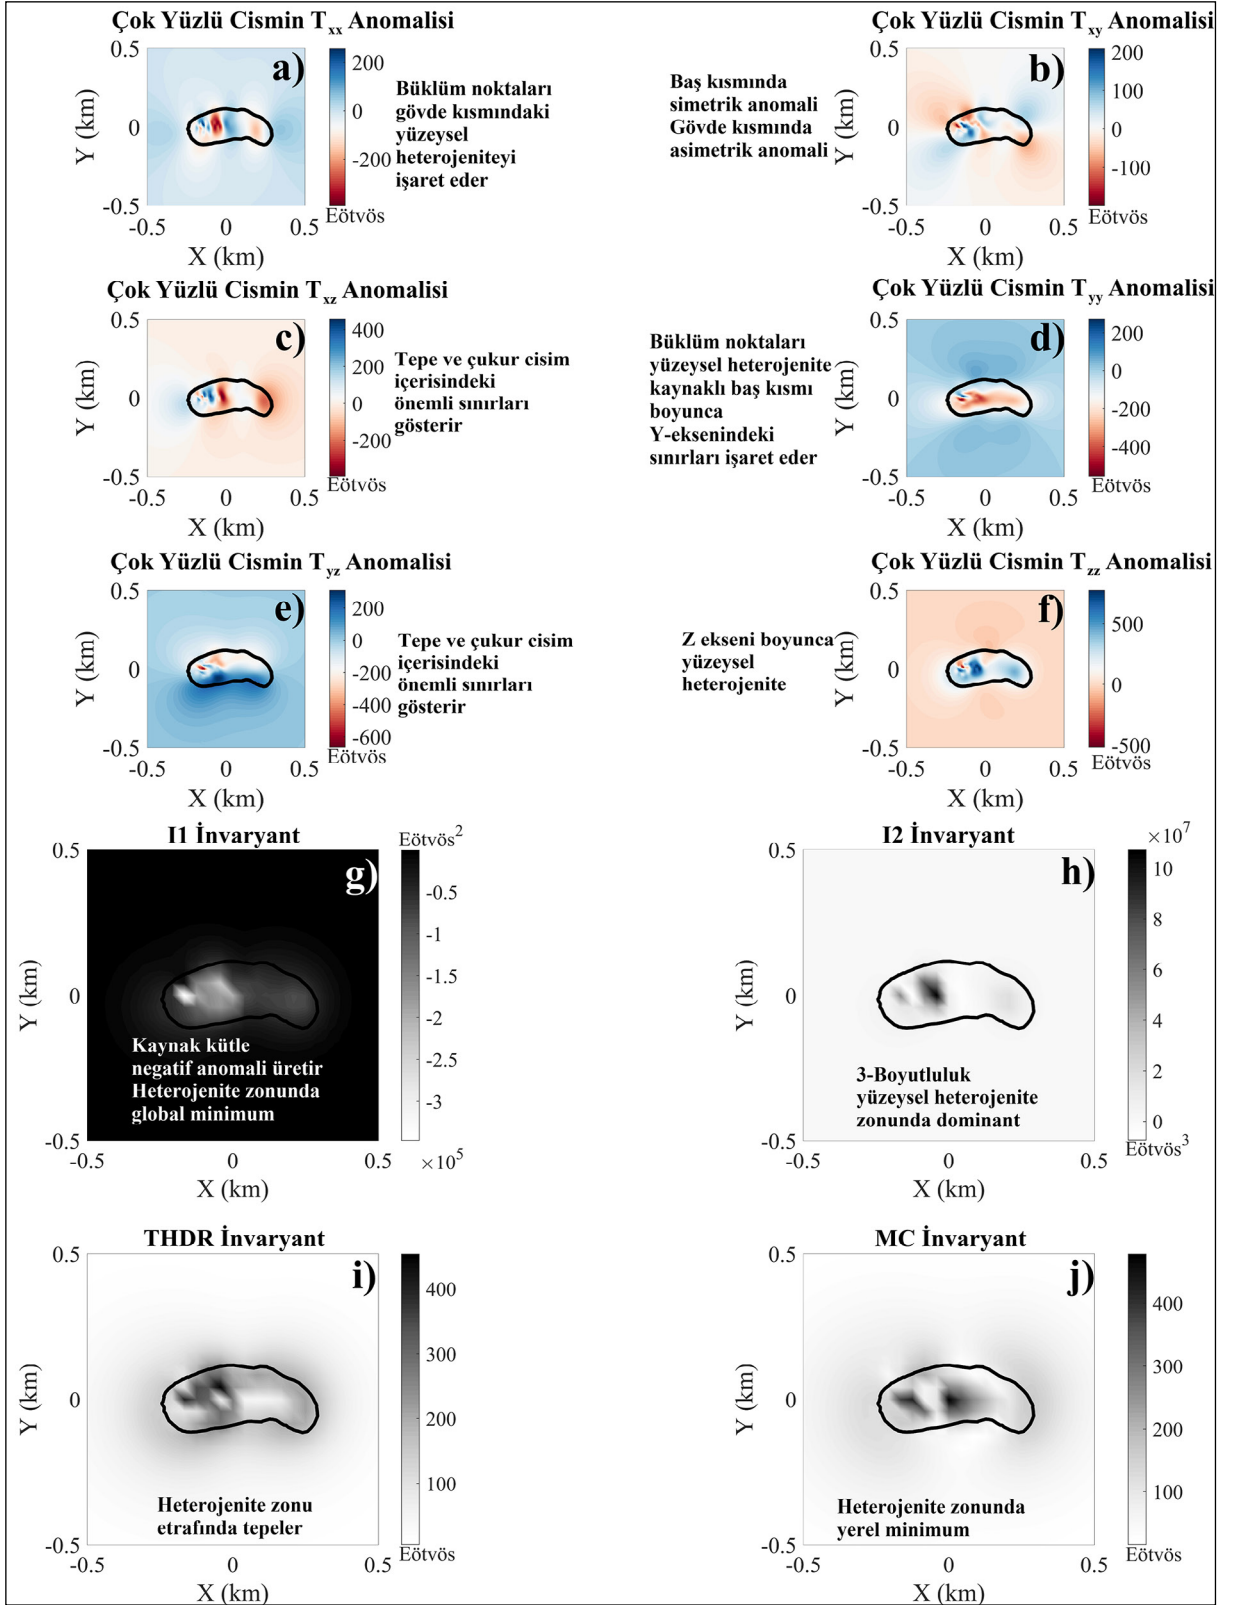 Çok Yüzlü Cismin Txx Anomalisi
a)
0.5
0
-0.5
Y (km)
-0.5 0 0.5
X (km)
200
0
-200
Eötvös
Büklüm noktaları
gövde kısmındaki
yüzeysel
heterojeniteyi
işaret eder
Çok Yüzlü Cismin Txy Anomalisi
Baş kısmında
simetrik anomali
Gövde kısmında
asimetrik anomali
b)
0.5
0
-0.5
Y (km)
-0.5 0 0.5
X (km)
200
100
0
-100
Eötvös
Çok Yüzlü Cismin Txz Anomalisi
c)
0.5
0
-0.5
Y (km)
-0.5 0 0.5
X (km)
400
200
0
-200
Eötvös
Tepe ve çukur cisim
içerisindeki
önemli sınırları
gösterir
Çok Yüzlü Cismin Tyy Anomalisi
Büklüm noktaları
yüzeysel heterojenite
kaynaklı baş kısmı
boyunca
Y-eksenindeki
sınırları işaret eder
d)
0.5
0
-0.5
Y (km)
-0.5 0 0.5
X (km)
200
0
-200
-400
Eötvös
Çok Yüzlü Cismin Tyz Anomalisi
e)
0.5
0
-0.5
Y (km)
-0.5 0 0.5
X (km)
200
0
-200
-400
-600
Eötvös
Tepe ve çukur cisim
içerisindeki
önemli sınırları
gösterir
Çok Yüzlü Cismin Tzz Anomalisi
Z ekseni boyunca
yüzeysel
heterojenite
f)
0.5
0
-0.5
Y (km)
-0.5 0 0.5
X (km)
500
0
-500
Eötvös
I1 İnvaryant
g)
0.5
0
-0.5
Y (km)
Kaynak kütle
negatif anomali üretir
Heterojenite zonunda
global minimum
-0.5 0 0.5
X (km)
Eötvös²
-0.5
-1
-1.5
-2
-2.5
-3
×10⁵
I2 İnvaryant
h)
0.5
0
-0.5
Y (km)
3-Boyutluluk
yüzeysel heterojenite
zonunda dominant
-0.5 0 0.5
X (km)
×10⁷
10
8
6
4
2
0
Eötvös³
THDR İnvaryant
i)
0.5
0
-0.5
Y (km)
Heterojenite zonu
etrafında tepeler
-0.5 0 0.5
X (km)
400
300
200
100
Eötvös
MC İnvaryant
j)
0.5
0
-0.5
Y (km)
Heterojenite zonunda
yerel minimum
-0.5 0 0.5
X (km)
400
300
200
100
Eötvös